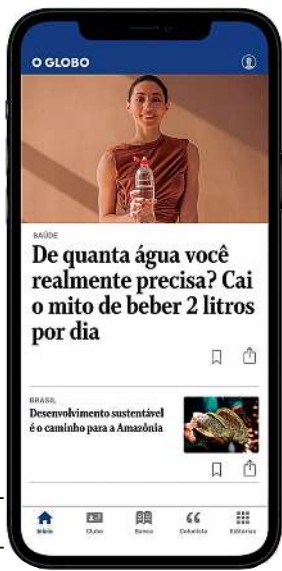 O GLOBO
SAÚDE
De quanta água você
realmente precisa? Cai
o mito de beber 2 litros
por dia
BRASIL
Desenvolvimento sustentável
é o caminho para a Amazônia
Início
Clube
Banca
Colunista
Editorias